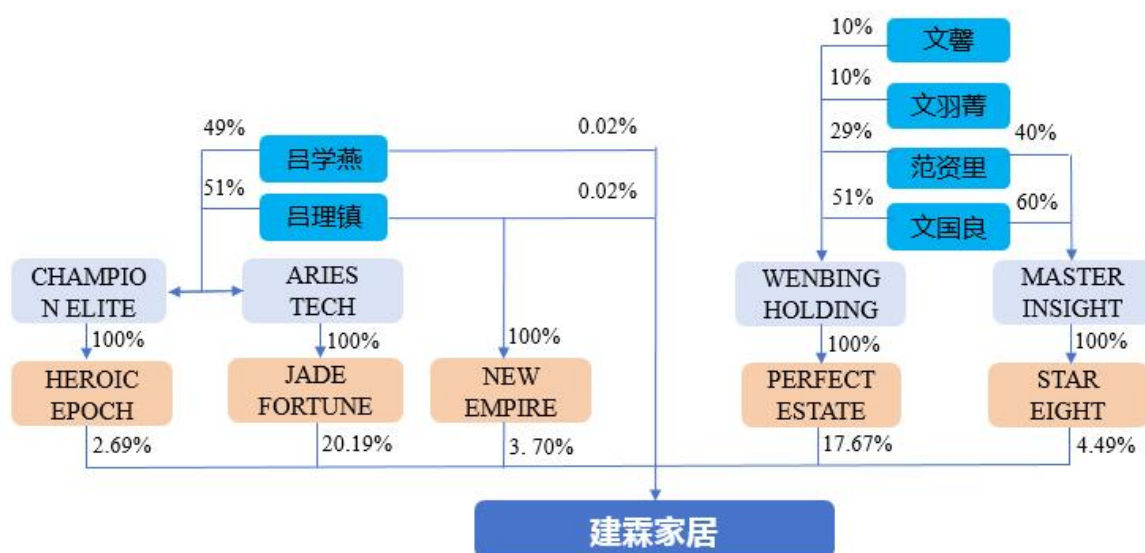 10%
文馨
10%
文羽菁
49%
0.02%
29%
40%
吕学燕
范资里
51%
0.02%
51%
60%
吕理镇
文国良
CHAMPIO
N ELITE
ARIES
TECH
WENBING
HOLDING
MASTER
INSIGHT
100%
100%
100%
100%
100%
HEROIC
EPOCH
JADE
FORTUNE
NEW
EMPIRE
PERFECT
ESTATE
STAR
EIGHT
2.69%
20.19%
3. 70%
17.67%
4.49%
建霖家居